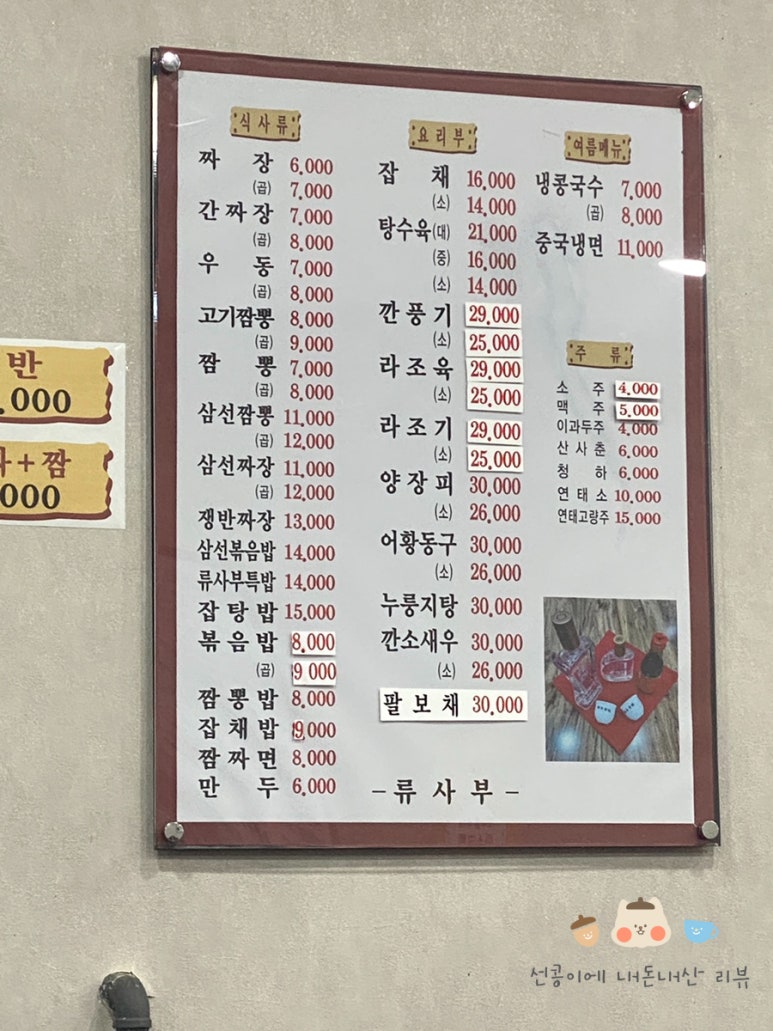 식사류
짜 장 6,000
(곱) 7,000
간짜장 7,000
(곱) 8,000
우 동 7,000
(곱) 8,000
고기짬뽕 8,000
(곱) 9,000
짬 뽕 7,000
(곱) 8,000
삼선짬뽕 11,000
(곱) 12,000
삼선짜장 11,000
(곱) 12,000
쟁반짜장 13,000
삼선볶음밥 14,000
류사부특밥 14,000
잡탕밥 15,000
볶음밥 8,000
(곱) 9 000
짬뽕밥 8,000
잡채밥 9,000
짬짜면 8,000
만 두 6,000
요리부
잡 채 16,000
(소) 14,000
탕수육(대) 21,000
(중) 16,000
(소) 14,000
깐풍기 29,000
(소) 25,000
라조육 29,000
(소) 25,000
라조기 29,000
(소) 25,000
양장피 30,000
(소) 26,000
어황동구 30,000
(소) 26,000
누룽지탕 30,000
깐소새우 30,000
(소) 26,000
팔보채 30,000
-류사부-
여름메뉴
냉콩국수 7,000
(곱) 8,000
중국냉면 11,000
주 류
소 주 4,000
맥 주 5,000
이과두주 4,000
산사춘 6,000
청 하 6,000
연태소 10,000
연태고량주 15,000
반
,000
+짬
000
선콩이에 내돈내산 리뷰